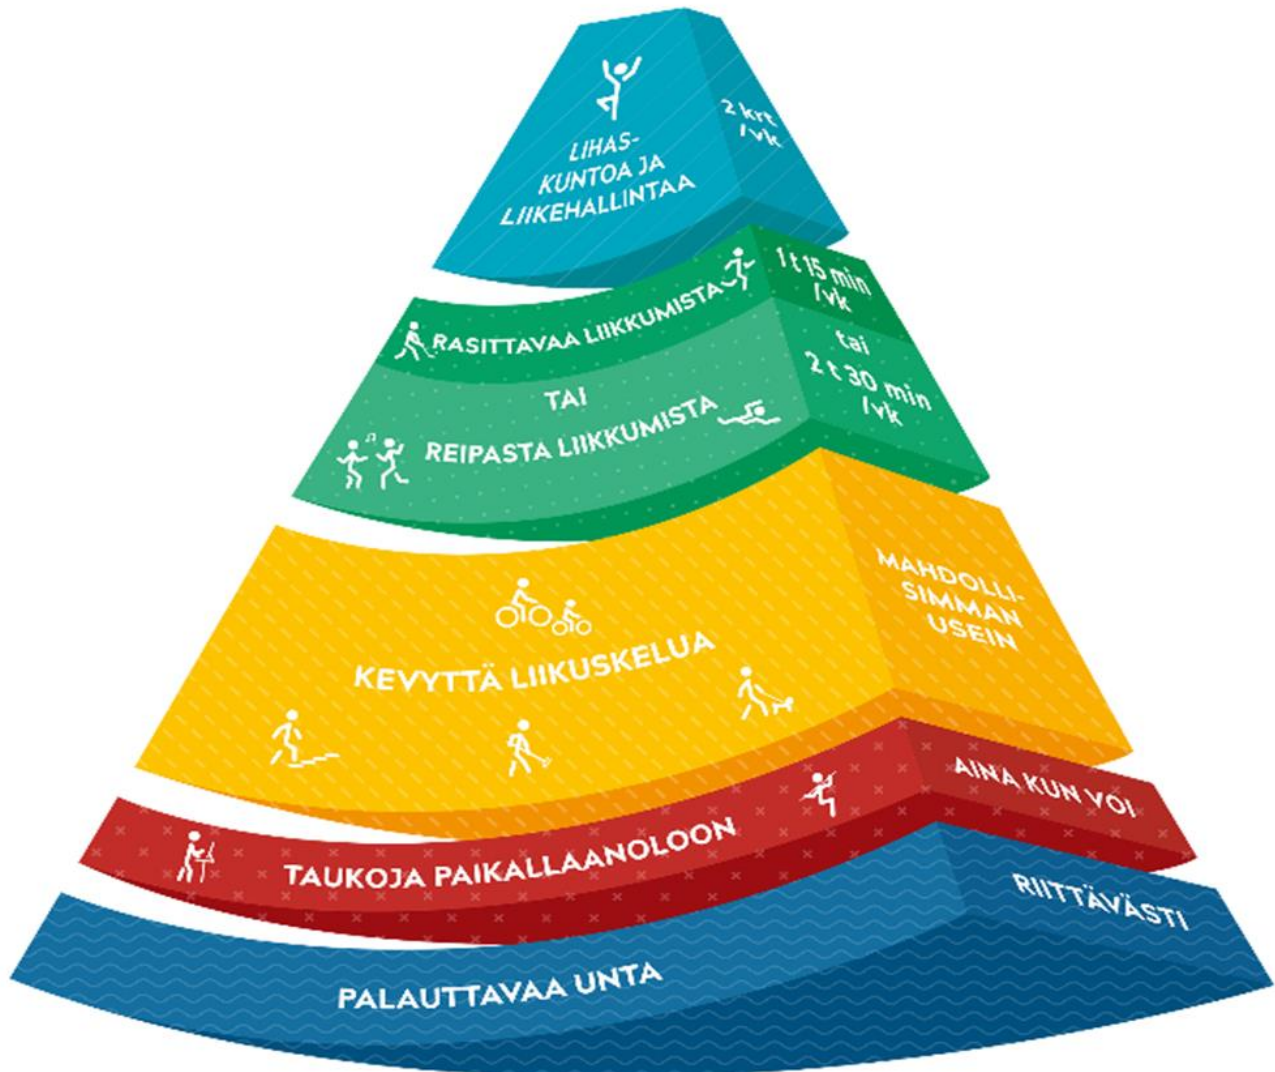 LIHAS-
KUNTOA JA
LIIKEHALLINTAA
2 krt
/vk
RASITTAVAA LIIKKUMISTA
1 t 15 min
/vk
TAI
REIPASTA LIIKKUMISTA
tai
2 t 30 min
/vk
KEVYTTÄ LIIKUSKELUA
MAHDOLLI-
SIMMAN
USEIN
TAUKOJA PAIKALLAANOLOON
AINA KUN VOI
PALAUTTAVAA UNTA
RIITTÄVÄSTI